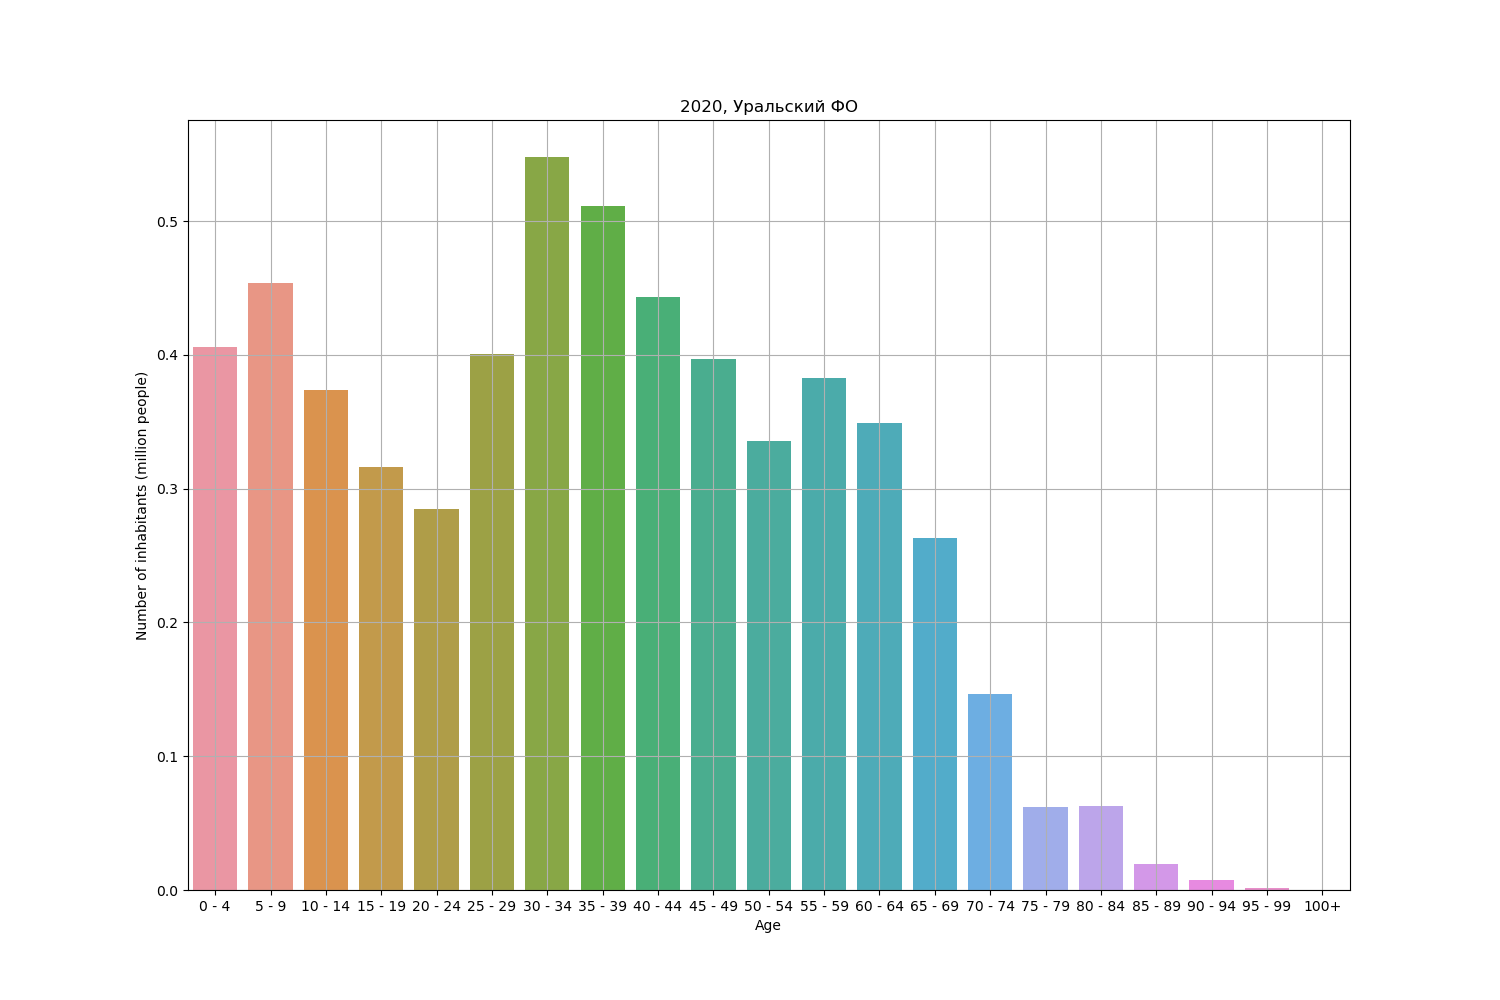 2020, Уральский ФО
Number of inhabitants (million people)
0.5
0.4
0.3
0.2
0.1
0.0
0 - 4 5 - 9 10 - 14 15 - 19 20 - 24 25 - 29 30 - 34 35 - 39 40 - 44 45 - 49 50 - 54 55 - 59 60 - 64 65 - 69 70 - 74 75 - 79 80 - 84 85 - 89 90 - 94 95 - 99 100+
Age